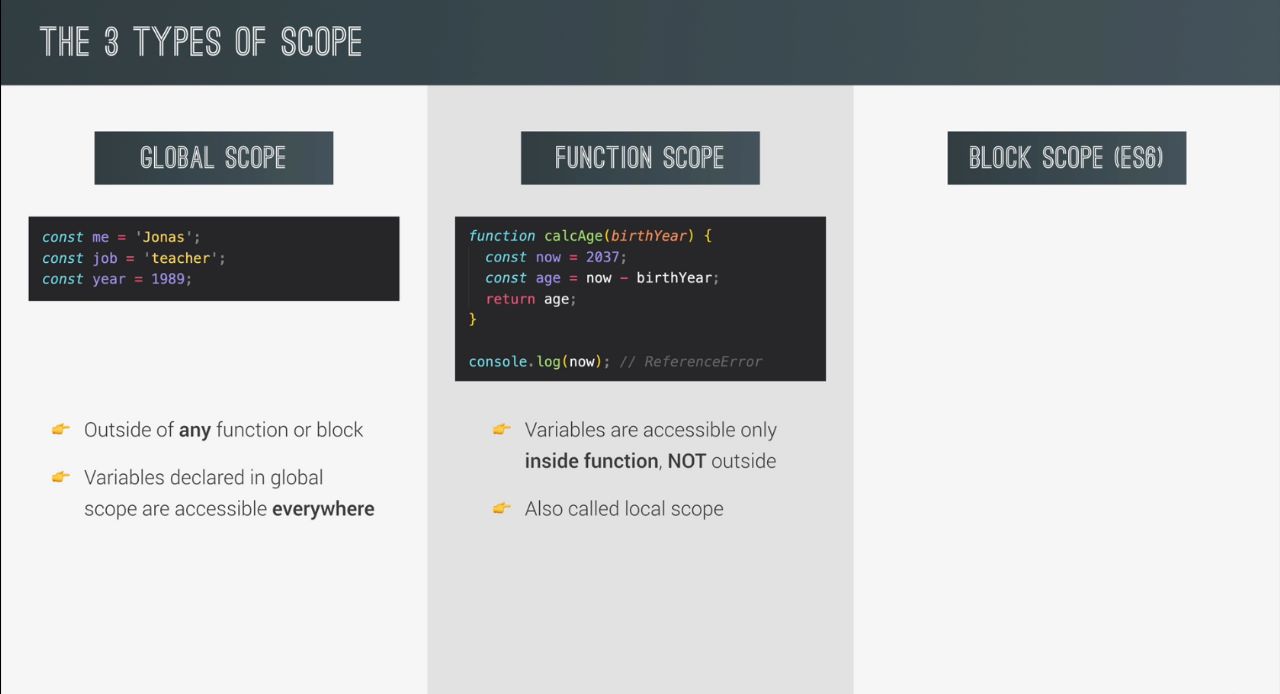 THE 3 TYPES OF SCOPE
GLOBAL SCOPE
const me = 'Jonas';
const job = 'teacher';
const year = 1989;
Outside of any function or block
Variables declared in global
scope are accessible everywhere
FUNCTION SCOPE
function calcAge(birthYear) {
  const now = 2037;
  const age = now - birthYear;
  return age;
}
console.log(now); // ReferenceError
Variables are accessible only
inside function, NOT outside
Also called local scope
BLOCK SCOPE (ES6)